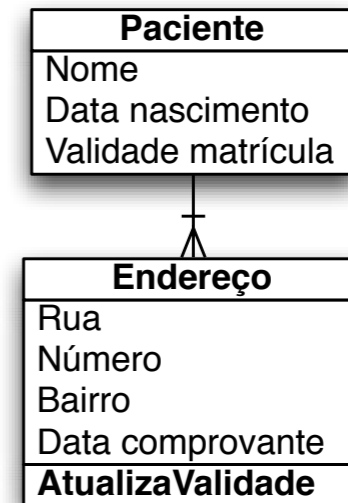 Paciente
Nome
Data nascimento
Validade matrícula
Endereço
Rua
Número
Bairro
Data comprovante
AtualizaValidade